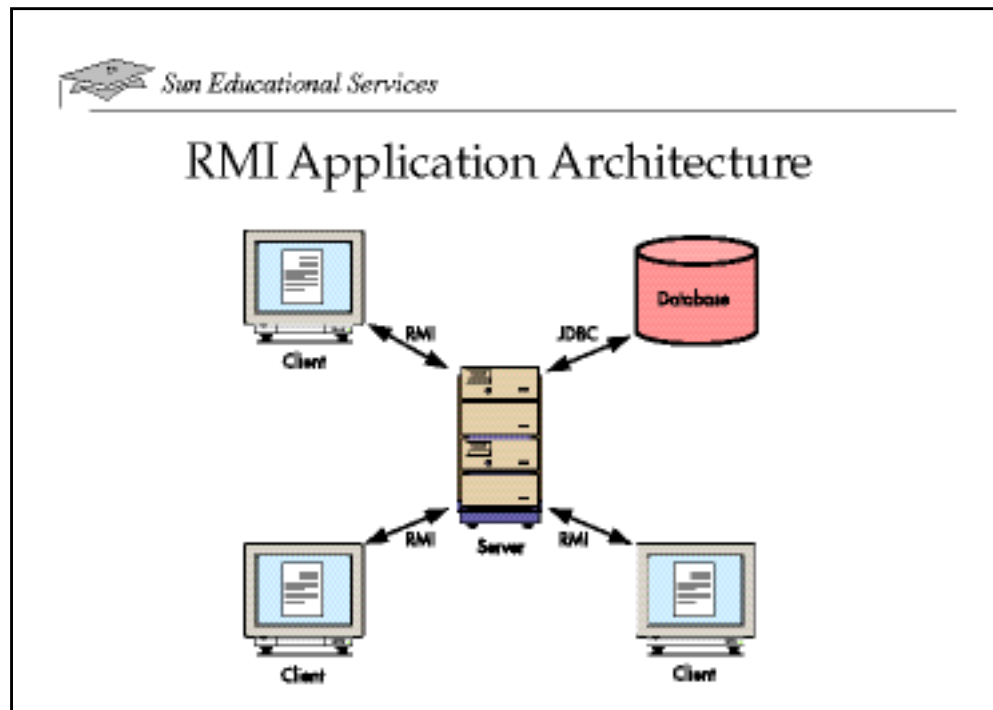 Sun Educational Services
RMI Application Architecture
Database
RMI
JDBC
Client
RMI
Server
RMI
Client
Client